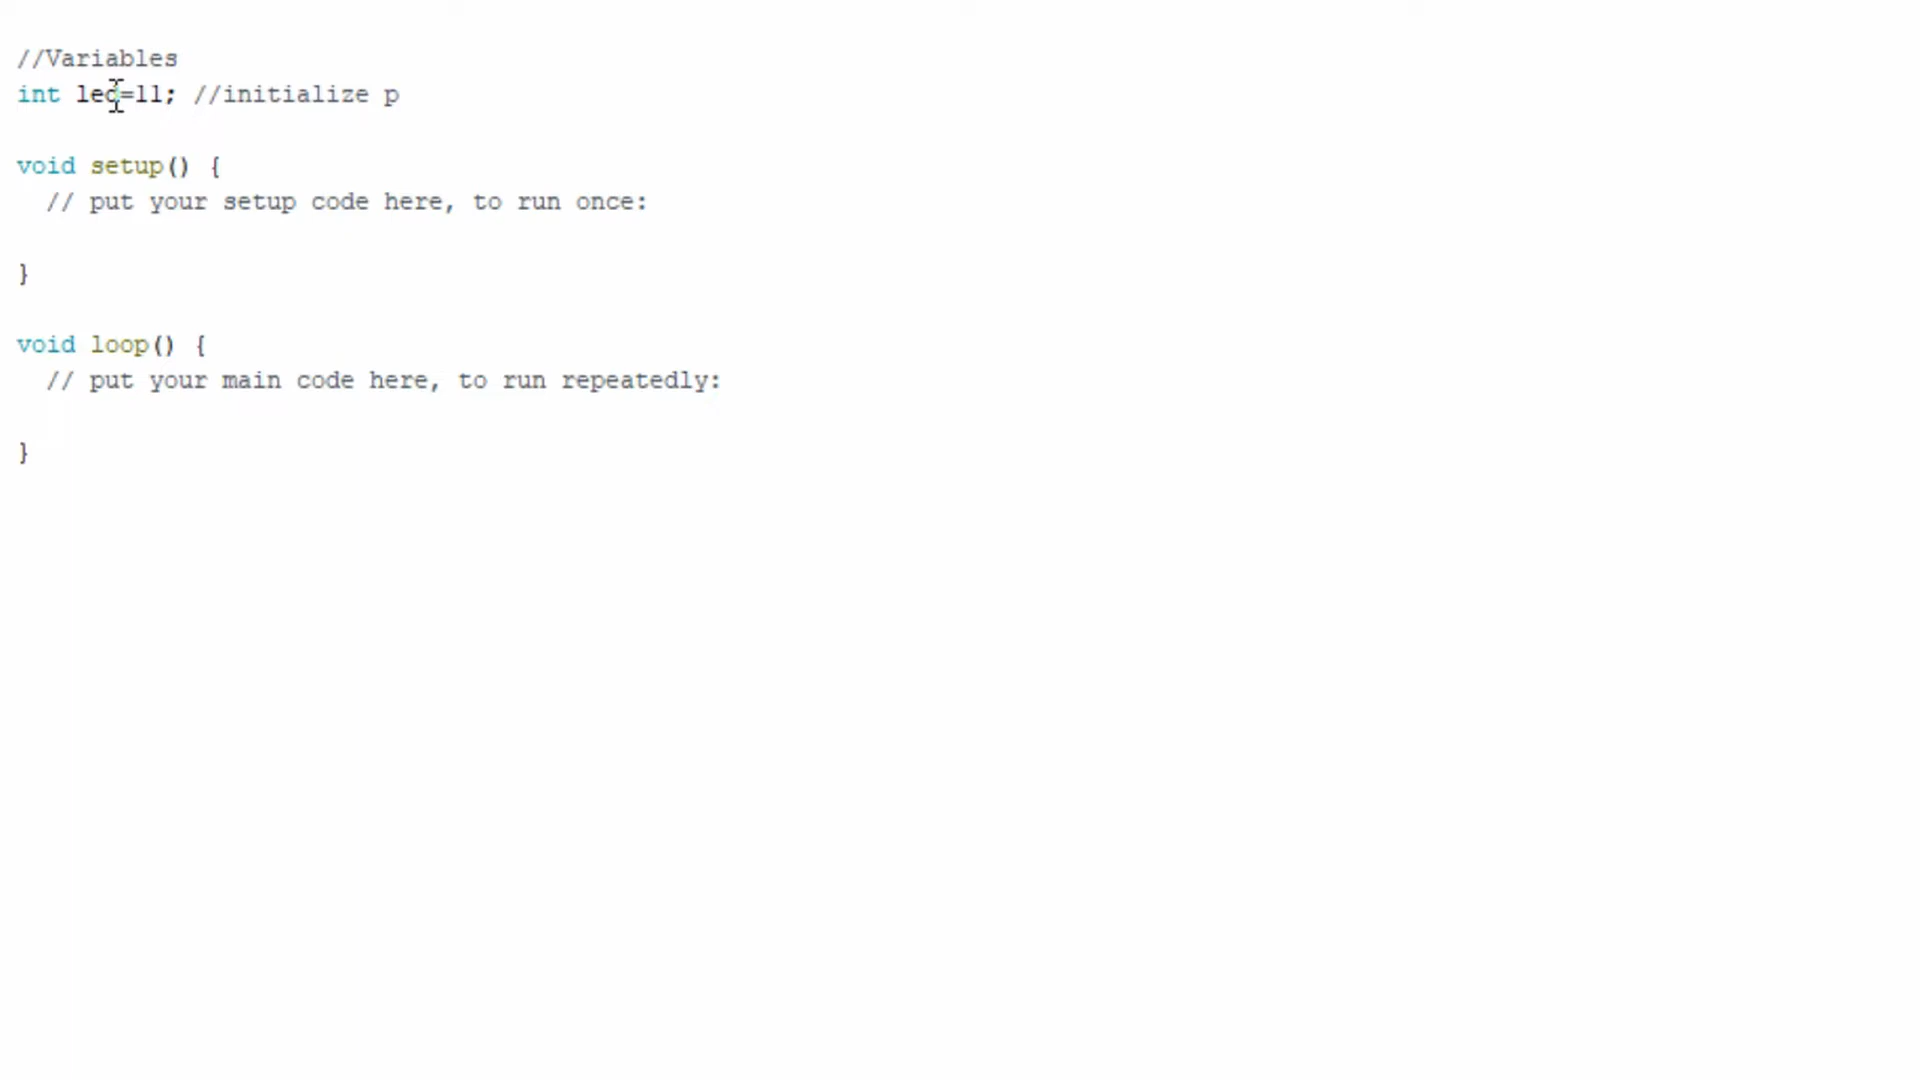 //Variables
int led=11; //initialize p
void setup() {
// put your setup code here, to run once:
}
void loop() {
// put your main code here, to run repeatedly:
}